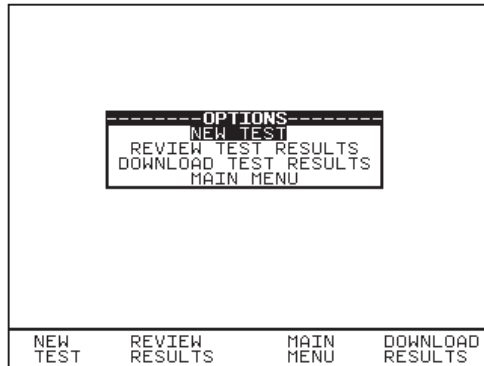 --------OPTIONS--------
NEW TEST
REVIEW TEST RESULTS
DOWNLOAD TEST RESULTS
MAIN MENU
NEW TEST
REVIEW RESULTS
MAIN MENU
DOWNLOAD RESULTS